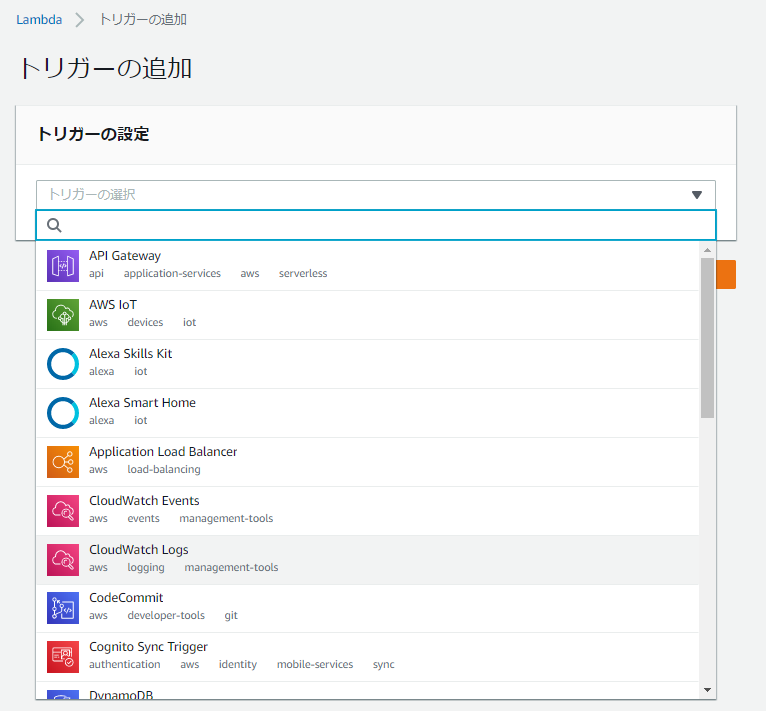 Lambda > トリガーの追加
トリガーの追加
トリガーの設定
トリガーの選択
API Gateway
api application-services aws serverless
AWS IoT
aws devices iot
Alexa Skills Kit
alexa iot
Alexa Smart Home
alexa iot
Application Load Balancer
aws load-balancing
CloudWatch Events
aws events management-tools
CloudWatch Logs
aws logging management-tools
CodeCommit
aws developer-tools git
Cognito Sync Trigger
authentication aws identity mobile-services sync
DynamoDB